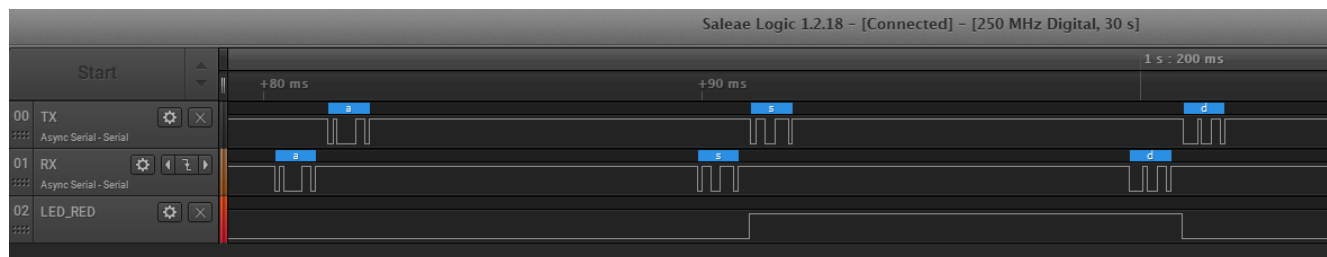 Saleae Logic 1.2.18 - [Connected] - [250 MHz Digital, 30 s]
Start
1 s : 200 ms
+80 ms
+90 ms
00 TX
a s d
Async Serial - Serial
01 RX
a s d
Async Serial - Serial
02 LED_RED